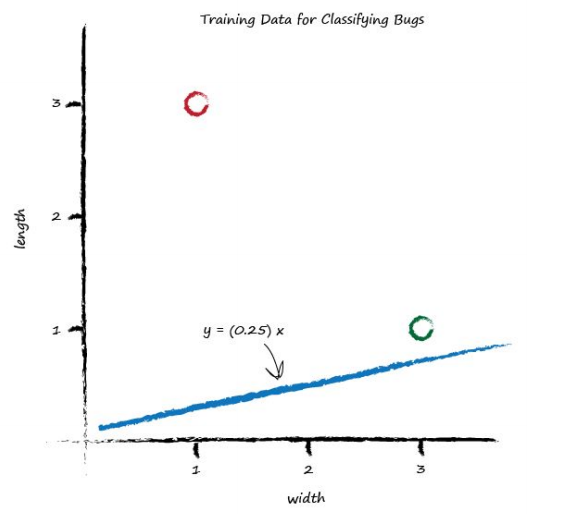 Training Data for Classifying Bugs
3
2
length
1
y = (0.25) x
1
2
3
width